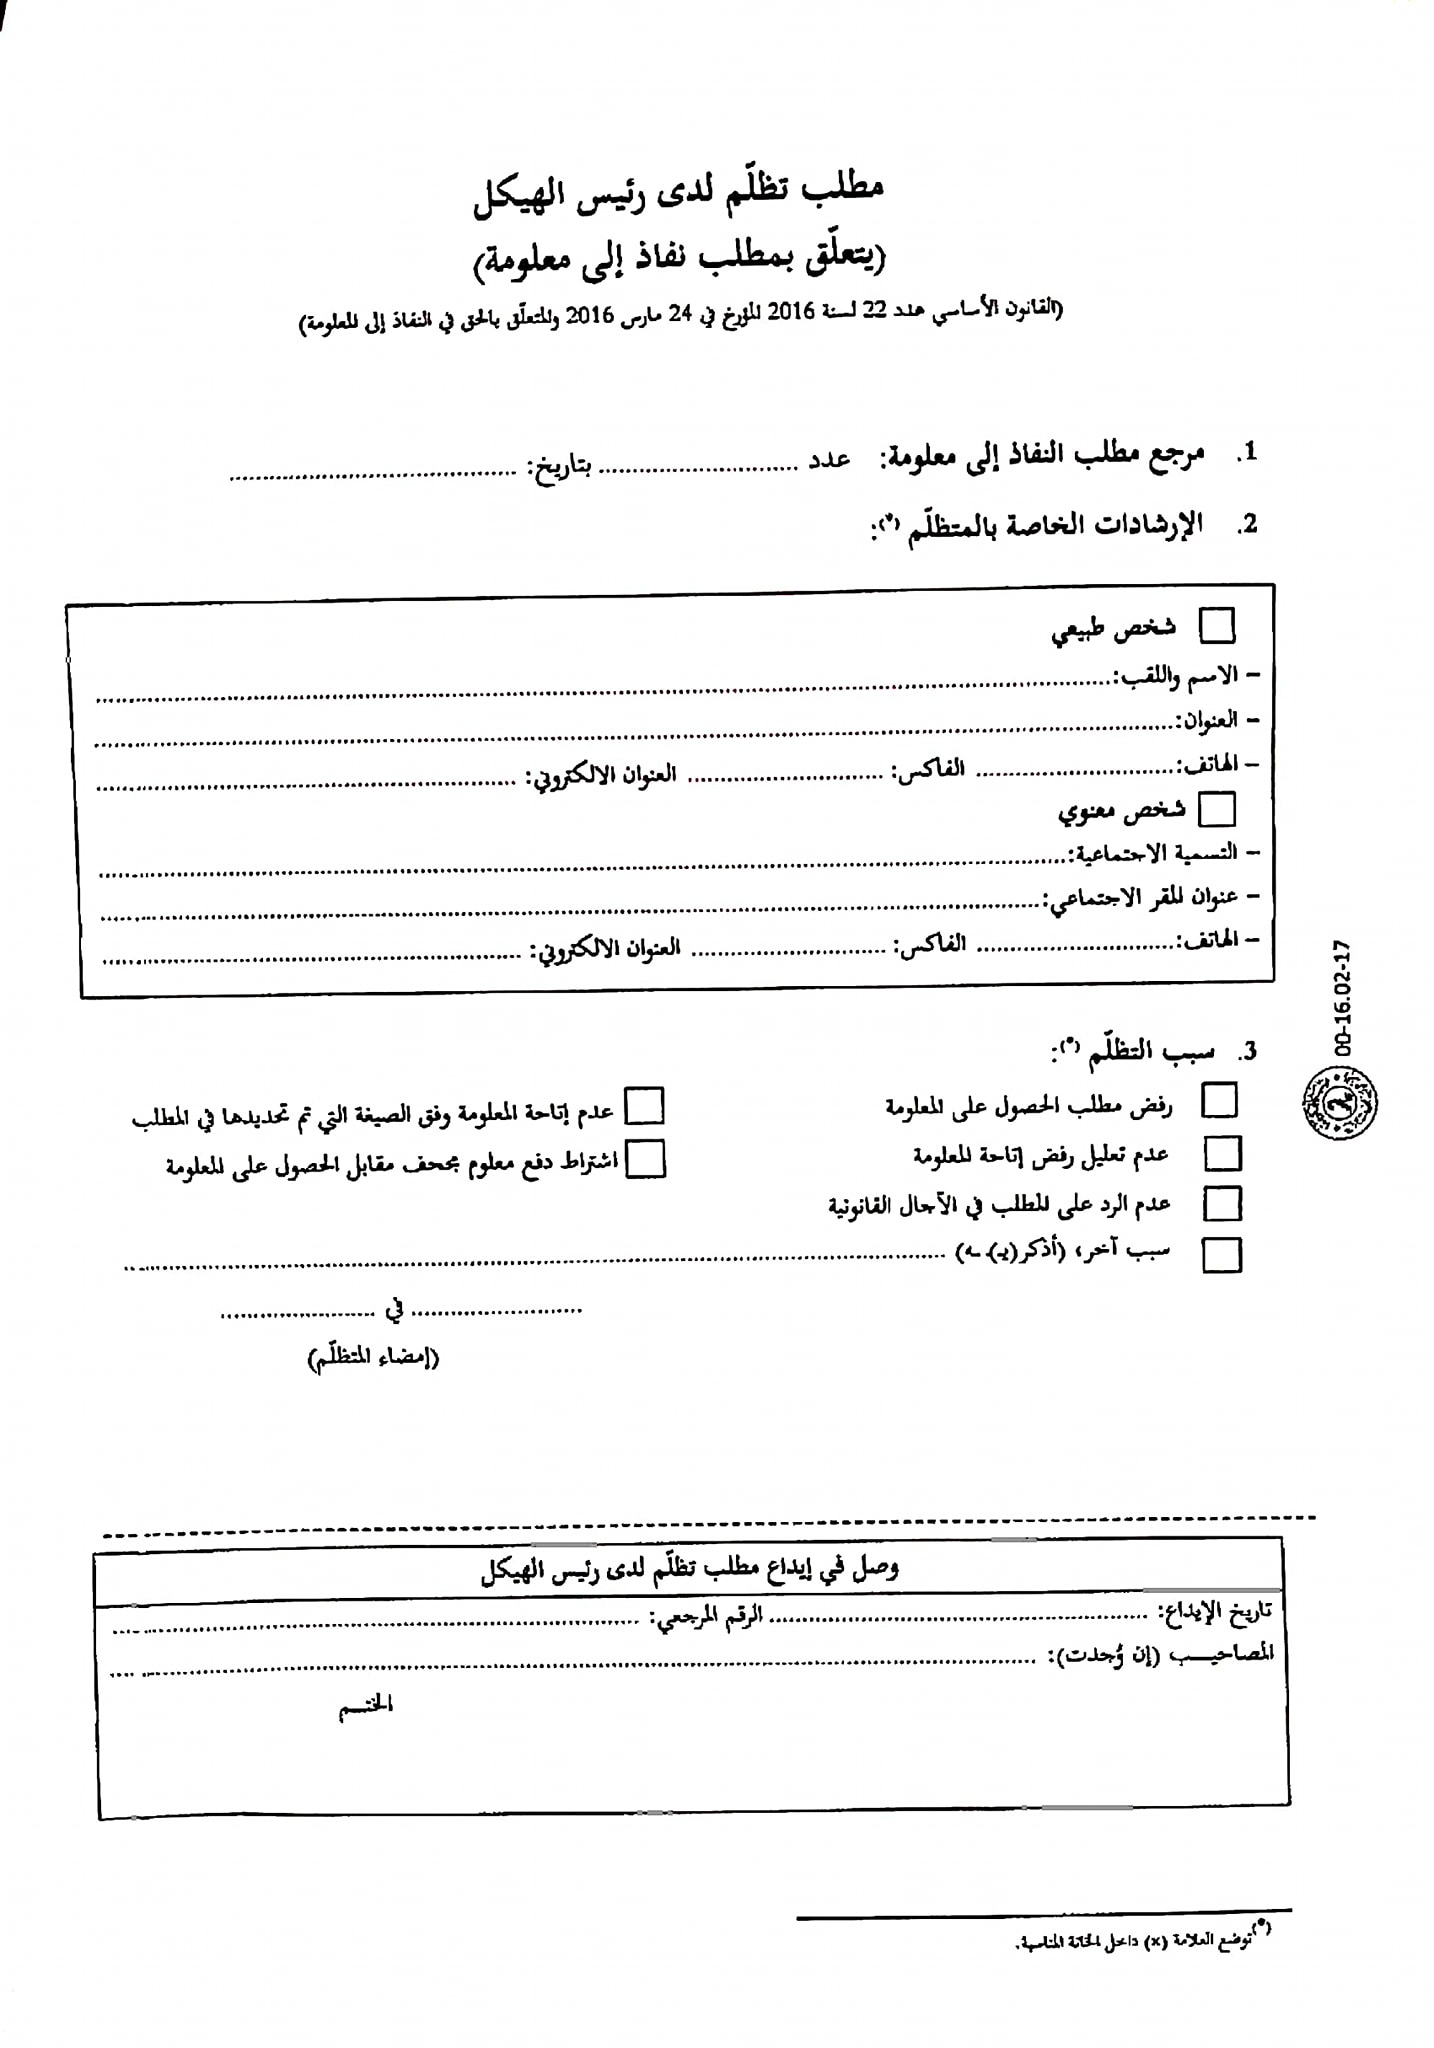 مطلب تظلّم لدى رئيس الهيكل
(يتعلّق بمطلب نفاذ إلى معلومة)
(القانون الأساسي عدد 22 لسنة 2016 المؤرخ في 24 مارس 2016 والمتعلّق بالحق في النفاذ إلى المعلومة)
1. مرجع مطلب النفاذ إلى معلومة: عدد .............................. بتاريخ: ..............................
2. الإرشادات الخاصة بالمتظلّم (*):
شخص طبيعي
– الاسم واللقب: ..............................
– العنوان: ..............................
– الهاتف: .............................. الفاكس: .............................. العنوان الالكتروني: ..............................
شخص معنوي
– التسمية الاجتماعية: ..............................
– عنوان المقر الاجتماعي: ..............................
– الهاتف: .............................. الفاكس: .............................. العنوان الالكتروني: ..............................
00-16.02-17
3. سبب التظلّم (*):
رفض مطلب الحصول على المعلومة
عدم إتاحة المعلومة وفق الصيغة التي تم تحديدها في المطلب
عدم تعليل رفض إتاحة المعلومة
اشتراط دفع معلوم مجحف مقابل الحصول على المعلومة
عدم الرد على المطلب في الآجال القانونية
سبب آخر، (أذكر(ي)ـه) ..............................
.............................. في ..............................
(إمضاء المتظلّم)
وصل في إيداع مطلب تظلّم لدى رئيس الهيكل
تاريخ الإيداع: .............................. الرقم المرجعي: ..............................
المصاحيـــب (إن وُجدت): ..............................
الختـــم
(*) توضع العلامة (x) داخل الخانة المناسبة.